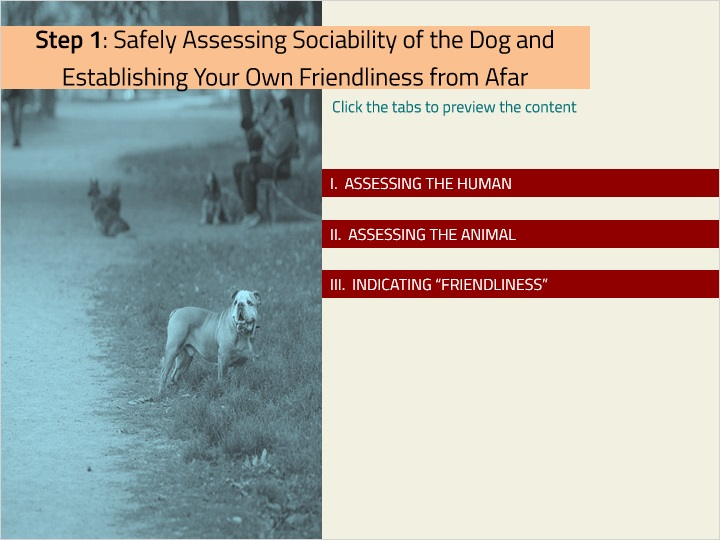 Step 1: Safely Assessing Sociability of the Dog and
Establishing Your Own Friendliness from Afar
Click the tabs to preview the content
I. ASSESSING THE HUMAN
II. ASSESSING THE ANIMAL
III. INDICATING “FRIENDLINESS”